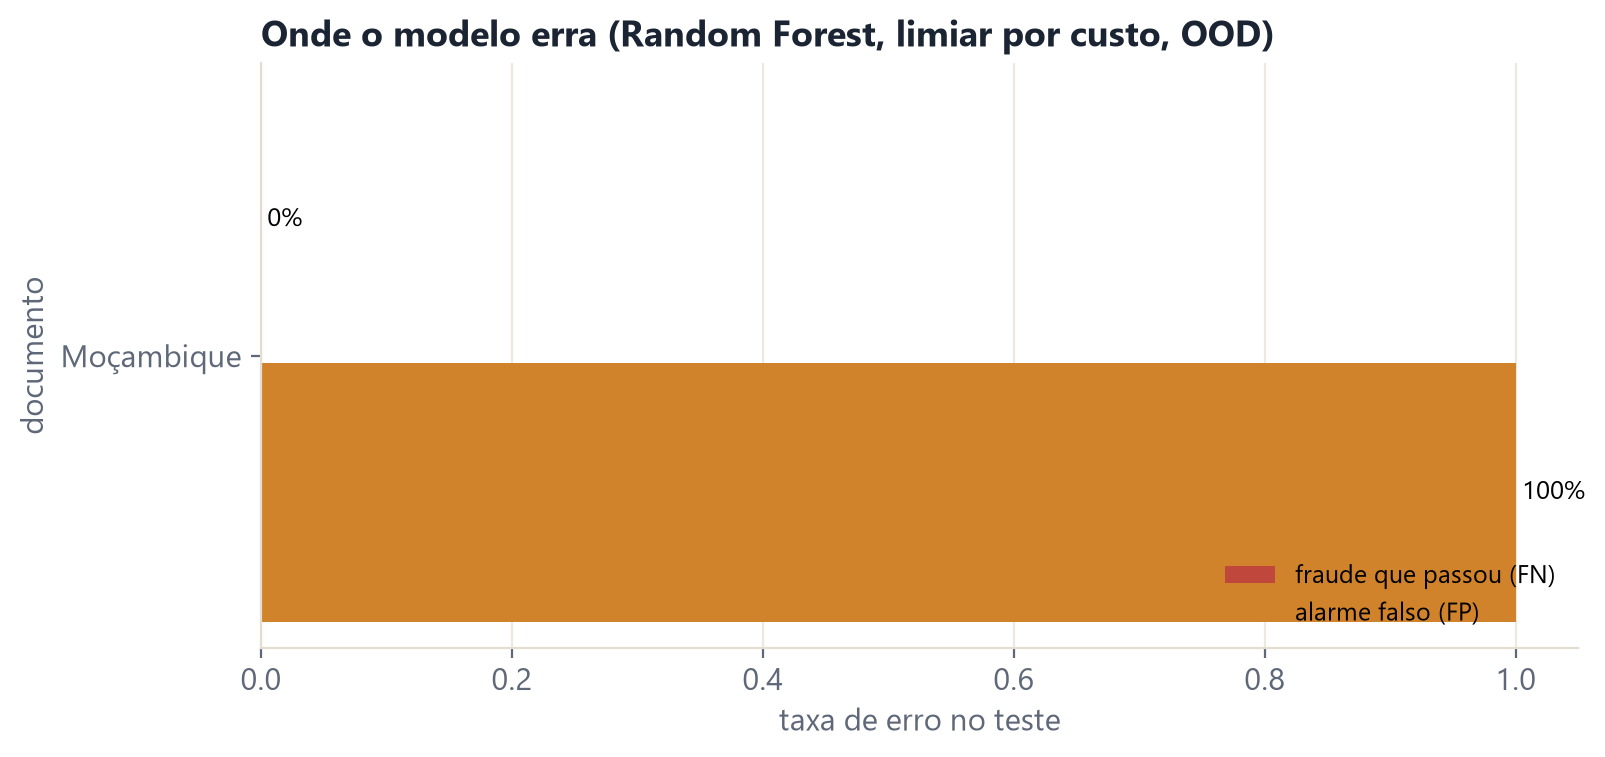 Onde o modelo erra (Random Forest, limiar por custo, OOD)
0%
documento
Moçambique
100%
fraude que passou (FN)
alarme falso (FP)
0.0 0.2 0.4 0.6 0.8 1.0
taxa de erro no teste